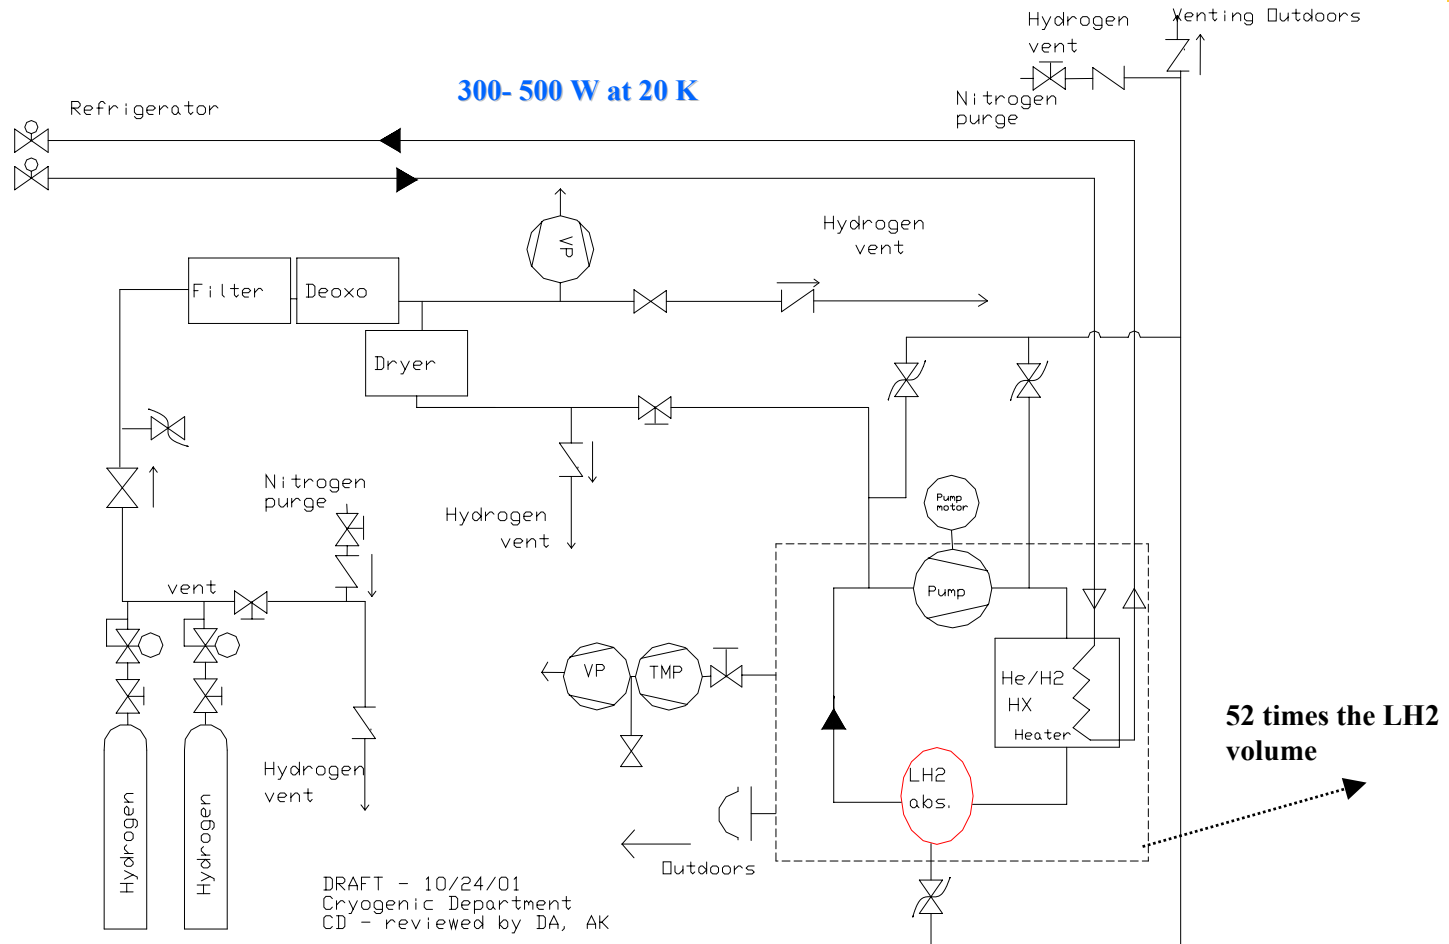 Hydrogen
vent
Venting Outdoors
300- 500 W at 20 K
Nitrogen
purge
Refrigerator
VP
Hydrogen
vent
Filter
Deoxo
Dryer
Nitrogen
purge
Hydrogen
vent
Pump
motor
vent
Pump
VP
TMP
He/H2
HX
Heater
52 times the LH2
volume
LH2
abs.
Hydrogen
vent
Hydrogen
Hydrogen
Outdoors
DRAFT - 10/24/01
Cryogenic Department
CD - reviewed by DA, AK